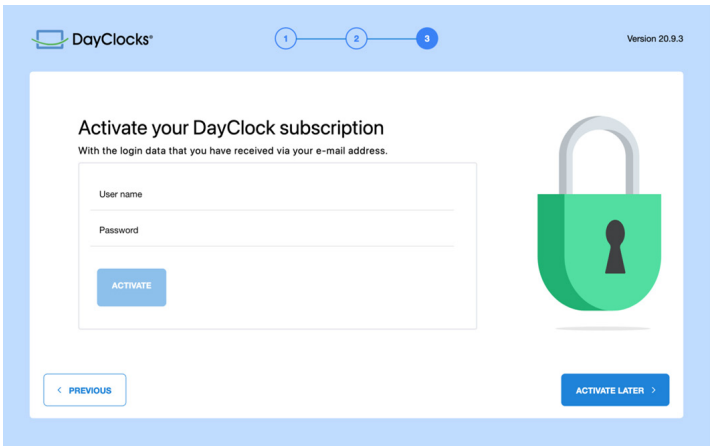 DayClocks®
1
2
3
Version 20.9.3
Activate your DayClock subscription
With the login data that you have received via your e-mail address.
User name
Password
ACTIVATE
PREVIOUS
ACTIVATE LATER